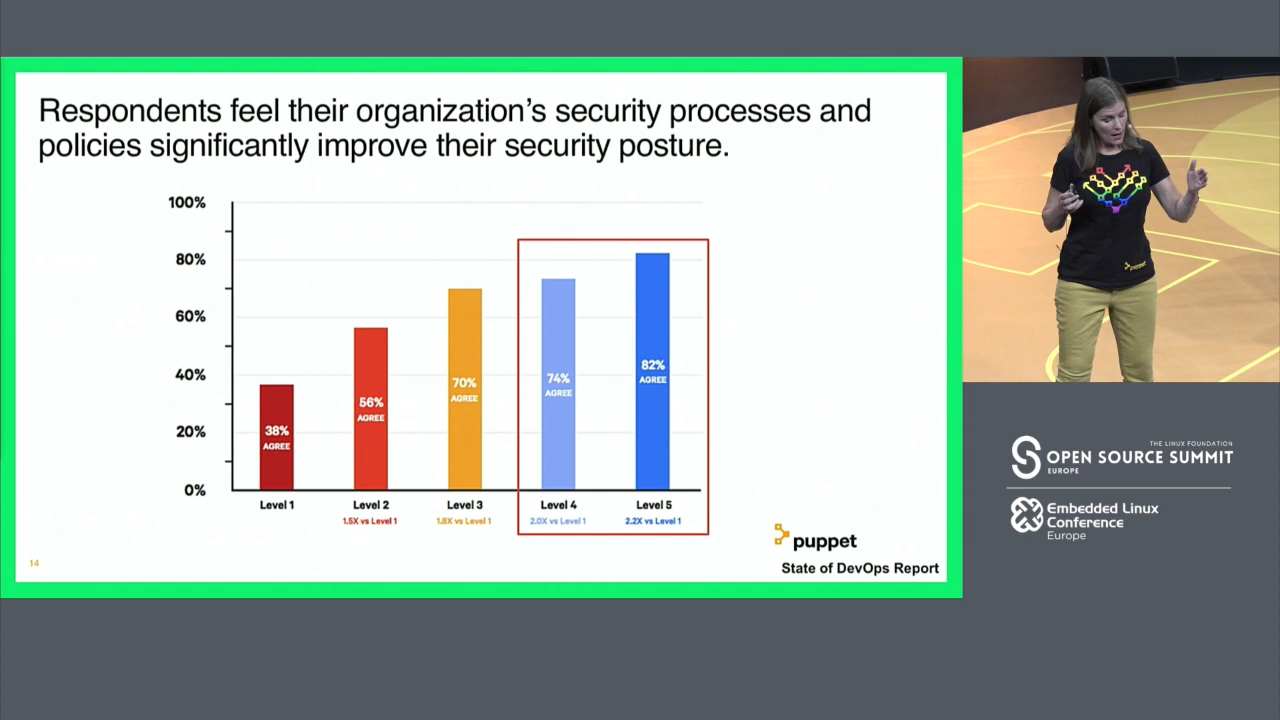 Respondents feel their organization's security processes and
policies significantly improve their security posture.
100%
80%
60%
40%
20%
0%
38%
AGREE
56%
AGREE
70%
AGREE
74%
AGREE
82%
AGREE
Level 1
Level 2
Level 3
Level 4
Level 5
1.5X vs Level 1
1.8X vs Level 1
2.0X vs Level 1
2.2X vs Level 1
14
puppet
State of DevOps Report
puppet
THE LINUX FOUNDATION
OPEN SOURCE SUMMIT
EUROPE
Embedded Linux
Conference
Europe